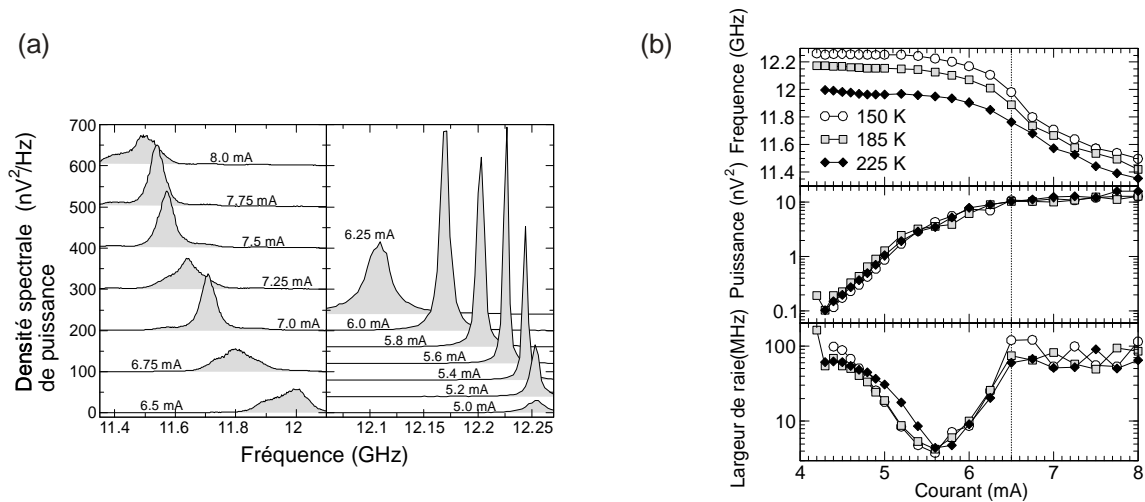 (a)
Densité spectrale de puissance (nV²/Hz)
700
600
500
400
300
200
100
0
8.0 mA
7.75 mA
7.5 mA
7.25 mA
7.0 mA
6.75 mA
6.5 mA
6.25 mA
6.0 mA
5.8 mA
5.6 mA
5.4 mA
5.2 mA
5.0 mA
11.4
11.6
11.8
12
12.1
12.15
12.2
12.25
Fréquence (GHz)
(b)
Frequence (GHz)
12.2
12
11.8
11.6
11.4
150 K
185 K
225 K
Puissance (nV²)
10
1
0.1
Largeur de raie(MHz)
100
10
4
5
6
7
8
Courant (mA)